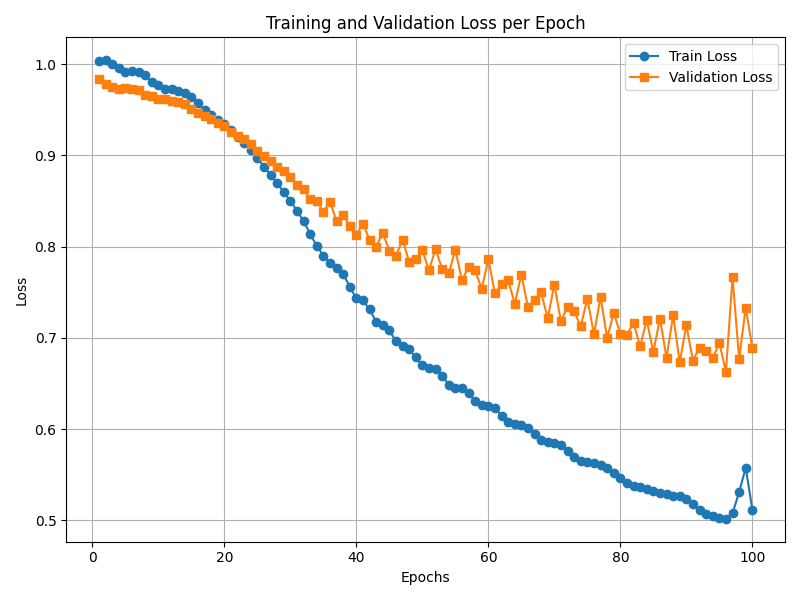 Training and Validation Loss per Epoch
Train Loss
Validation Loss
1.0
0.9
0.8
0.7
0.6
0.5
Loss
0 20 40 60 80 100
Epochs